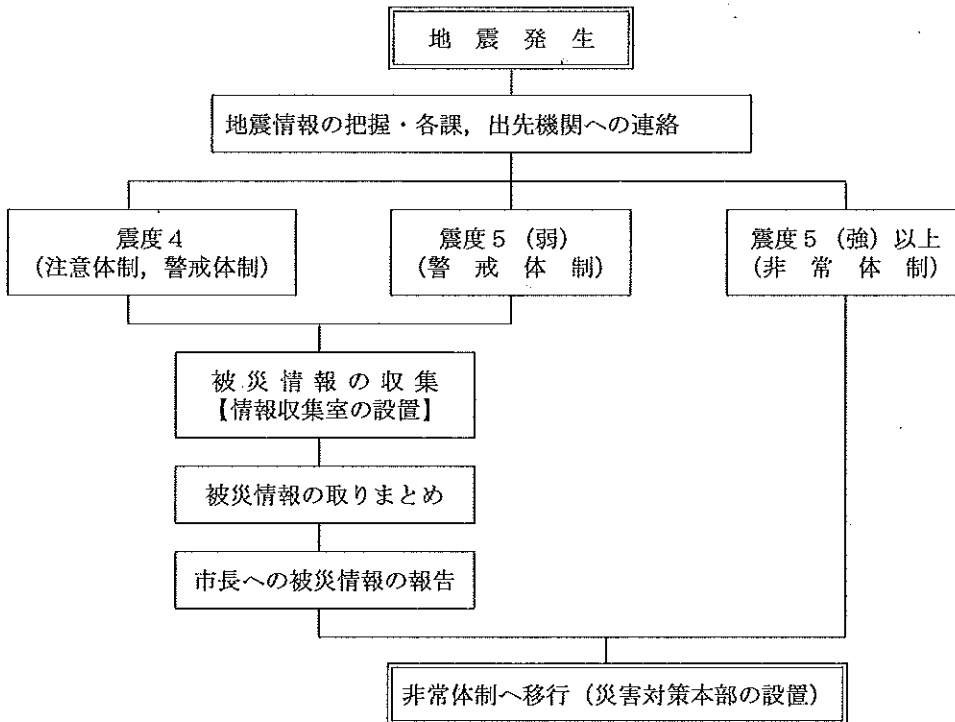 地 震 発 生
地震情報の把握・各課，出先機関への連絡
震度４
(注意体制，警戒体制)
震度５（弱）
(警 戒 体 制)
震度５（強）以上
(非 常 体 制)
被 災 情 報 の 収 集
【情報収集室の設置】
被災情報の取りまとめ
市長への被災情報の報告
非常体制へ移行（災害対策本部の設置）